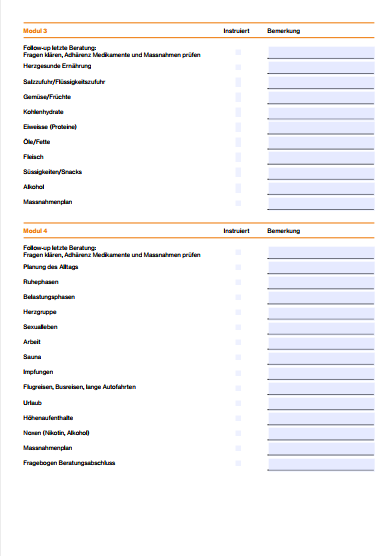 Modul 3 Instruiert Bemerkung
Follow-up letzte Beratung:
Fragen klären, Adhärenz Medikamente und Massnahmen prüfen
Herzgesunde Ernährung
Salzzufuhr/Flüssigkeitszufuhr
Gemüse/Früchte
Kohlenhydrate
Eiweisse (Proteine)
Öle/Fette
Fleisch
Süssigkeiten/Snacks
Alkohol
Massnahmenplan
Modul 4 Instruiert Bemerkung
Follow-up letzte Beratung:
Fragen klären, Adhärenz Medikamente und Massnahmen prüfen
Planung des Alltags
Ruhephasen
Belastungsphasen
Herzgruppe
Sexualleben
Arbeit
Sauna
Impfungen
Flugreisen, Busreisen, lange Autofahrten
Urlaub
Höhenaufenthalte
Noxen (Nikotin, Alkohol)
Massnahmenplan
Fragebogen Beratungsabschluss